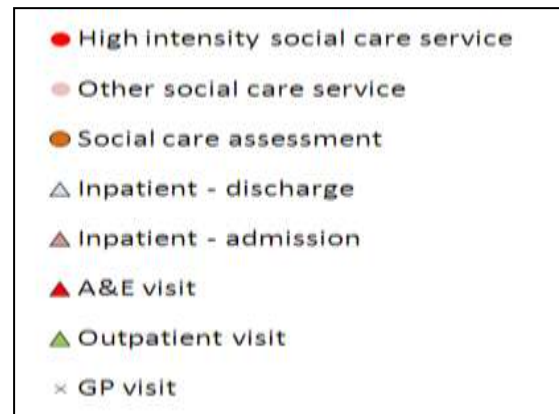 High intensity social care service
Other social care service
Social care assessment
Inpatient - discharge
Inpatient - admission
A&E visit
Outpatient visit
GP visit